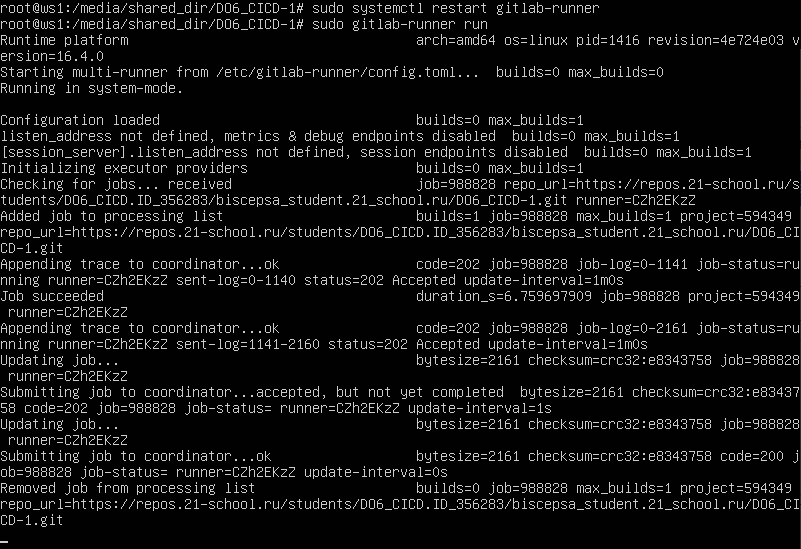 root@ws1:/media/shared_dir/DO6_CICD-1# sudo systemctl restart gitlab-runner
root@ws1:/media/shared_dir/DO6_CICD-1# sudo gitlab-runner run
Runtime platform                                    arch=amd64 os=linux pid=1416 revision=4e724e03 v
ersion=16.4.0
Starting multi-runner from /etc/gitlab-runner/config.toml...  builds=0 max_builds=0
Running in system-mode.

Configuration loaded                                builds=0 max_builds=1
listen_address not defined, metrics & debug endpoints disabled  builds=0 max_builds=1
[session_server].listen_address not defined, session endpoints disabled  builds=0 max_builds=1
Initializing executor providers                     builds=0 max_builds=1
Checking for jobs... received                       job=988828 repo_url=https://repos.21-school.ru/s
tudents/DO6_CICD.ID_356283/biscepsa_student.21_school.ru/DO6_CICD-1.git runner=CZh2EKzZ
Added job to processing list                        builds=1 job=988828 max_builds=1 project=594349 
repo_url=https://repos.21-school.ru/students/DO6_CICD.ID_356283/biscepsa_student.21_school.ru/DO6_CI
CD-1.git
Appending trace to coordinator...ok                 code=202 job=988828 job-log=0-1141 job-status=ru
nning runner=CZh2EKzZ sent-log=0-1140 status=202 Accepted update-interval=1m0s
Job succeeded                                       duration_s=6.759697909 job=988828 project=594349
 runner=CZh2EKzZ
Appending trace to coordinator...ok                 code=202 job=988828 job-log=0-2161 job-status=ru
nning runner=CZh2EKzZ sent-log=1141-2160 status=202 Accepted update-interval=1m0s
Updating job...                                     bytesize=2161 checksum=crc32:e8343758 job=988828
 runner=CZh2EKzZ
Submitting job to coordinator...accepted, but not yet completed  bytesize=2161 checksum=crc32:e83437
58 code=202 job=988828 job-status= runner=CZh2EKzZ update-interval=1s
Updating job...                                     bytesize=2161 checksum=crc32:e8343758 job=988828
 runner=CZh2EKzZ
Submitting job to coordinator...ok                  bytesize=2161 checksum=crc32:e8343758 code=200 j
ob=988828 job-status= runner=CZh2EKzZ update-interval=0s
Removed job from processing list                    builds=0 job=988828 max_builds=1 project=594349 
repo_url=https://repos.21-school.ru/students/DO6_CICD.ID_356283/biscepsa_student.21_school.ru/DO6_CI
CD-1.git